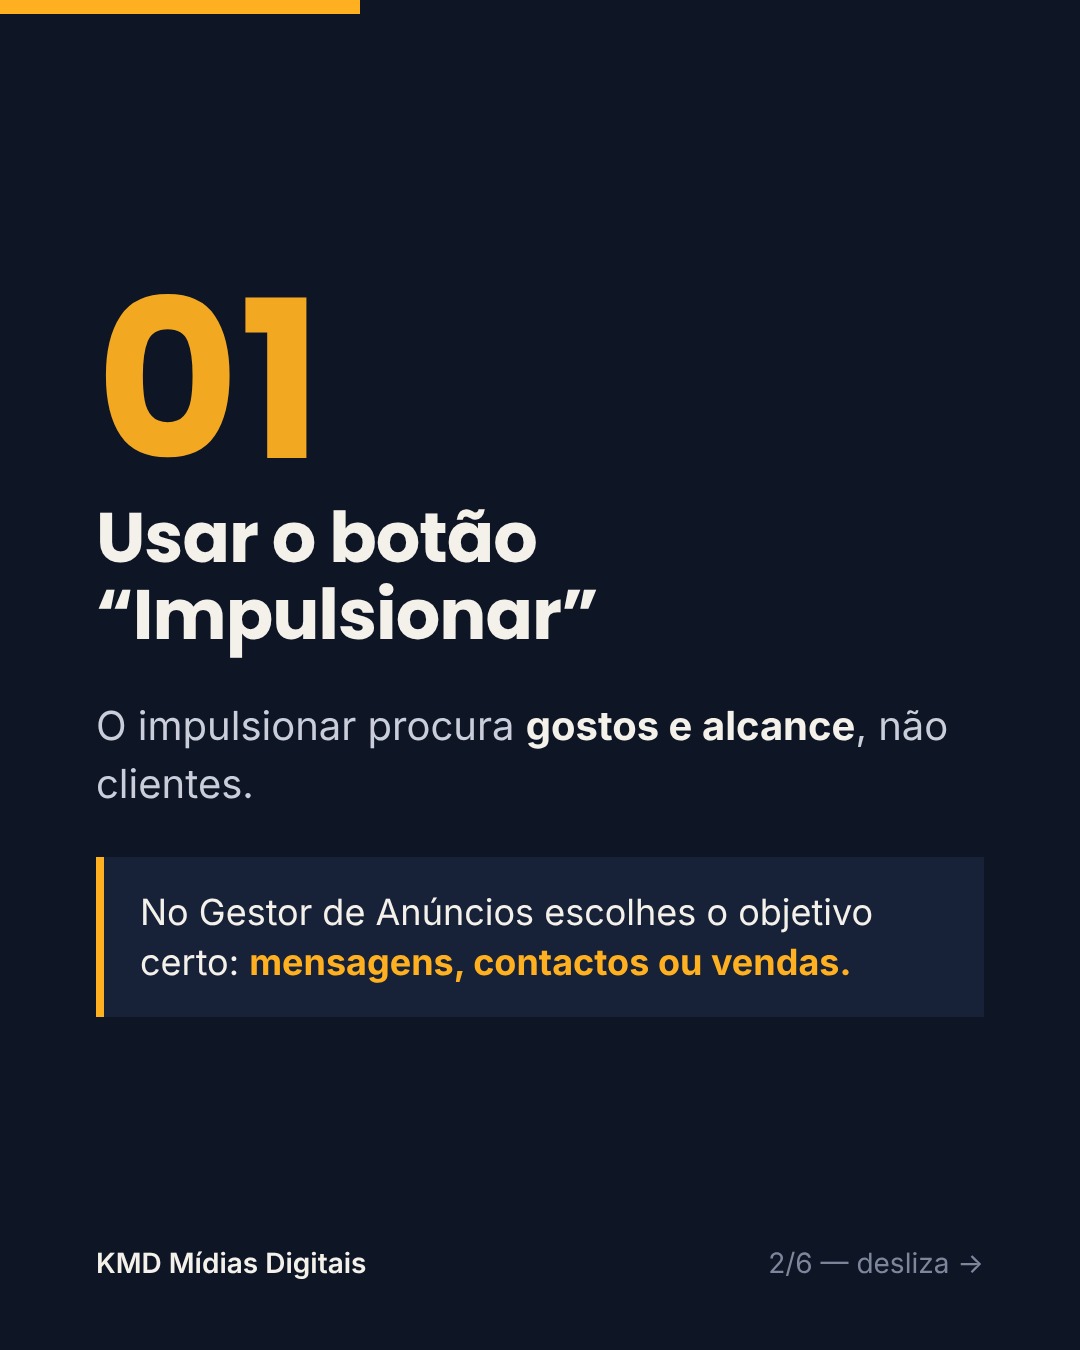 01
Usar o botão
“Impulsionar”
O impulsionar procura gostos e alcance, não
clientes.
No Gestor de Anúncios escolhes o objetivo
certo: mensagens, contactos ou vendas.
KMD Mídias Digitais
2/6 — desliza →